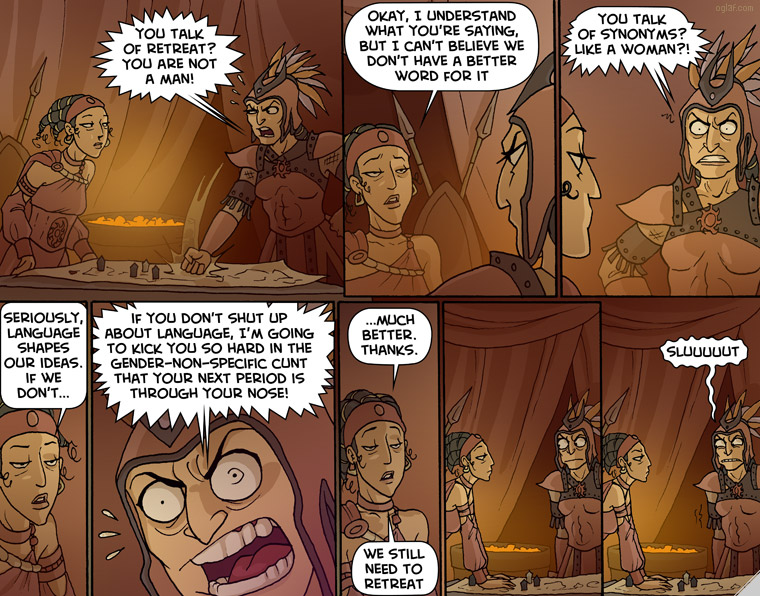 YOU TALK
OF RETREAT?
YOU ARE NOT
A MAN!
OKAY, I UNDERSTAND
WHAT YOU'RE SAYING,
BUT I CAN'T BELIEVE WE
DON'T HAVE A BETTER
WORD FOR IT
oglaf.com
YOU TALK
OF SYNONYMS?
LIKE A WOMAN?!
SERIOUSLY,
LANGUAGE
SHAPES
OUR IDEAS.
IF WE
DON'T...
IF YOU DON'T SHUT UP
ABOUT LANGUAGE, I'M GOING
TO KICK YOU SO HARD IN THE
GENDER-NON-SPECIFIC CUNT
THAT YOUR NEXT PERIOD IS
THROUGH YOUR NOSE!
...MUCH
BETTER.
THANKS.
WE STILL
NEED TO
RETREAT
SLUUUUUT